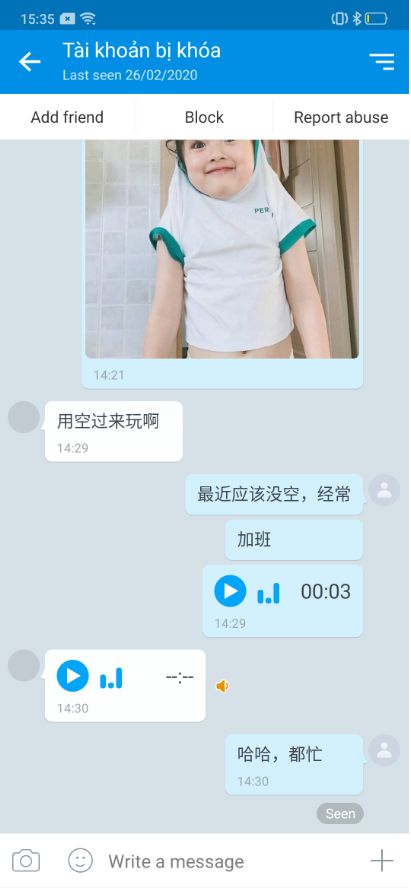 15:35
Tài khoản bị khóa
Last seen 26/02/2020
Add friend Block Report abuse
PER
14:21
用空过来玩啊
14:29
最近应该没空，经常
加班
00:03
14:29
--:--
14:30
哈哈，都忙
14:30
Seen
Write a message